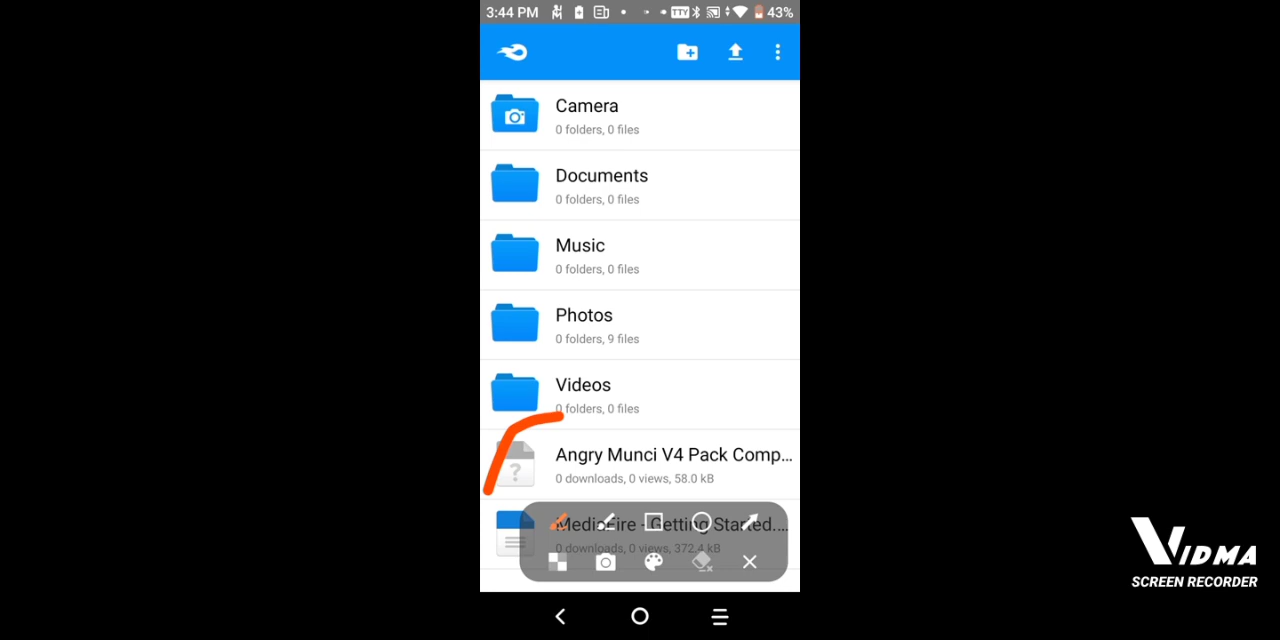 3:44 PM TTY 43%
Camera
0 folders, 0 files
Documents
0 folders, 0 files
Music
0 folders, 0 files
Photos
0 folders, 9 files
Videos
0 folders, 0 files
Angry Munci V4 Pack Comp...
0 downloads, 0 views, 58.0 kB
?
MediaFire - Getting Started....
0 downloads, 0 views, 372.4 kB
VIDMA
SCREEN RECORDER